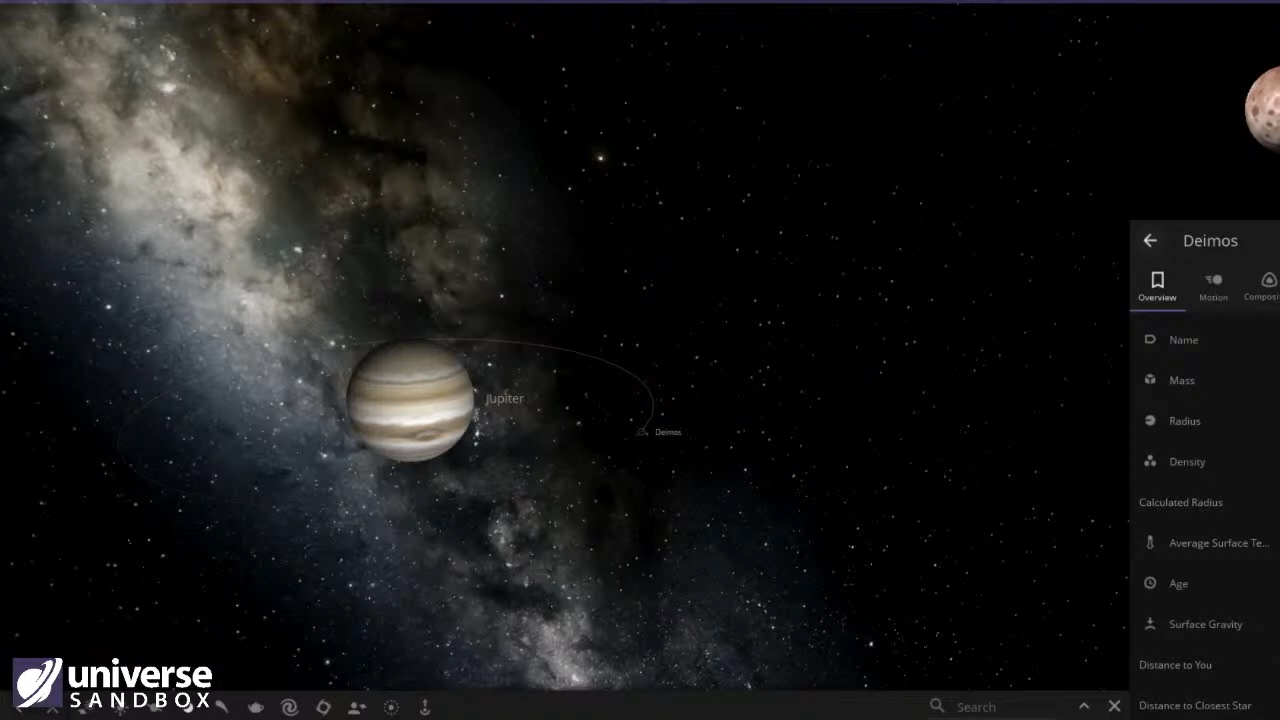 Deimos
Overview
Motion
Compos
Name
Mass
Jupiter
Radius
Deimos
Density
Calculated Radius
Average Surface Te...
Age
Surface Gravity
Distance to You
universe
SANDBOX
Search
Distance to Closest Star